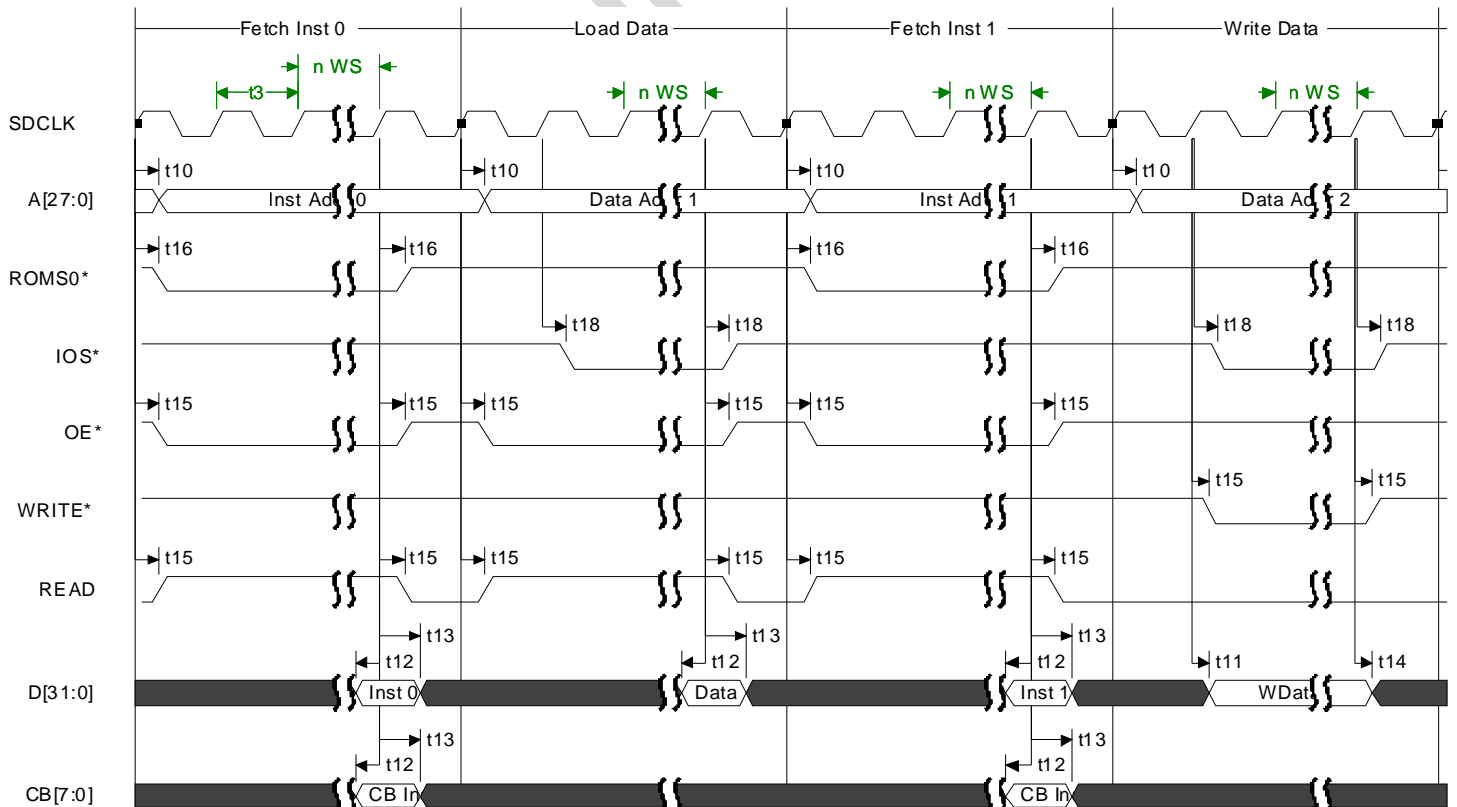 Fetch Inst 0 Load Data Fetch Inst 1 Write Data
n WS n WS n WS n WS
t3
SDCLK
t10 t10 t10 t10
A[27:0] Inst Add 0 Data Ad r 1 Inst Ad 1 Data Ad r 2
t16 t16 t16 t16
ROMS0*
t18 t18 t18 t18
IOS*
t15 t15 t15 t15 t15 t15
OE*
t15 t15
WRITE*
t15 t15 t15 t15 t15 t15
READ
t13 t13 t13
t12 t12 t12 t11 t14
D[31:0] Inst 0 Data Inst 1 WData
t13 t13
t12 t12
CB[7:0] CB In CB In